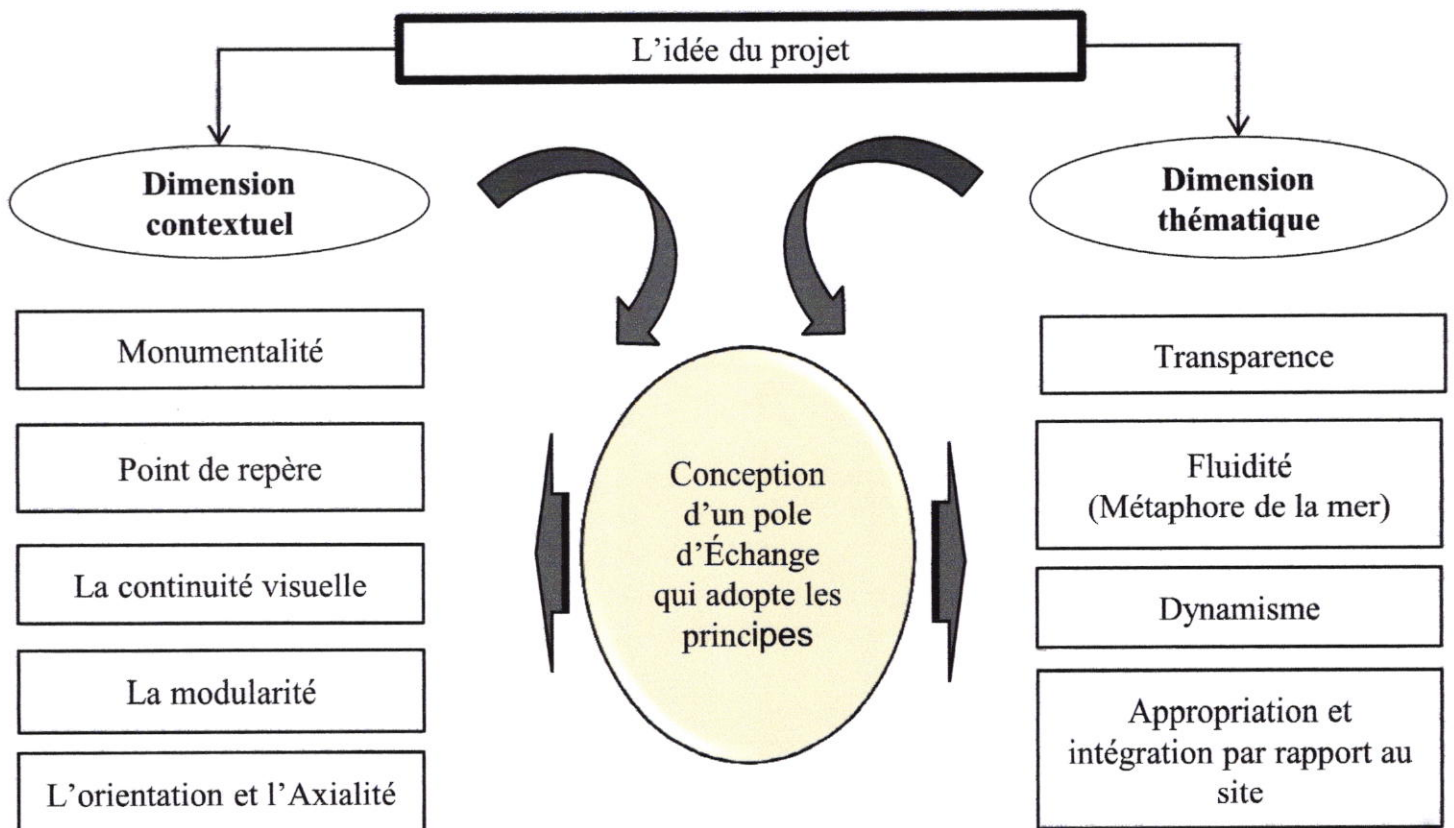 L'idée du projet
Dimension
contextuel
Monumentalité
Point de repère
La continuité visuelle
La modularité
L'orientation et l'Axialité
Conception
d'un pole
d'Échange
qui adopte les
principes
Dimension
thématique
Transparence
Fluidité
(Métaphore de la mer)
Dynamisme
Appropriation et
intégration par rapport au
site